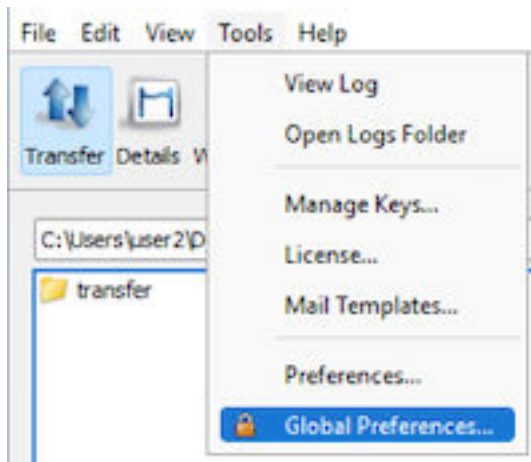 File Edit View Tools Help
View Log
Open Logs Folder
Manage Keys...
License...
Mail Templates...
Preferences...
Global Preferences...
Transfer Details W
C:\Users\user2\D
transfer